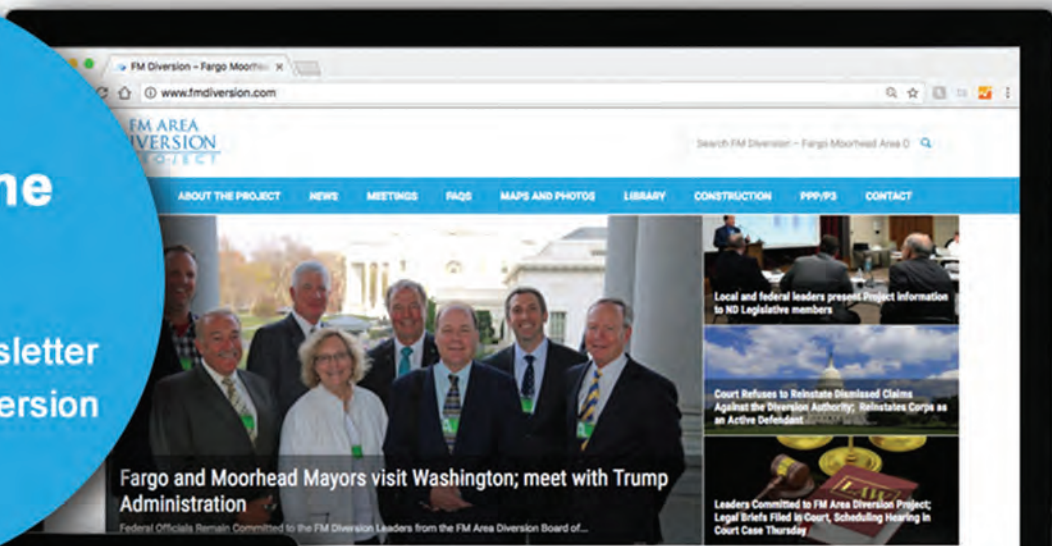 FM Diversion – Fargo Moorhea
www.fmdiversion.com
FM AREA
DIVERSION
PROJECT
Search FM Diversion – Fargo Moorhead Area D
ABOUT THE PROJECT NEWS MEETINGS FAQS MAPS AND PHOTOS LIBRARY CONSTRUCTION PPP/P3 CONTACT
ne
sletter
ersion
Fargo and Moorhead Mayors visit Washington; meet with Trump
Administration
Federal Officials Remain Committed to the FM Diversion Leaders from the FM Area Diversion Board of...
Local and federal leaders present Project information
to ND Legislative members
Court Refuses to Reinstate Dismissed Claims
Against the Diversion Authority; Reinstates Corps as
an Active Defendant
LAW
Leaders Committed to FM Area Diversion Project;
Legal Briefs Filed in Court, Scheduling Hearing in
Court Case Thursday